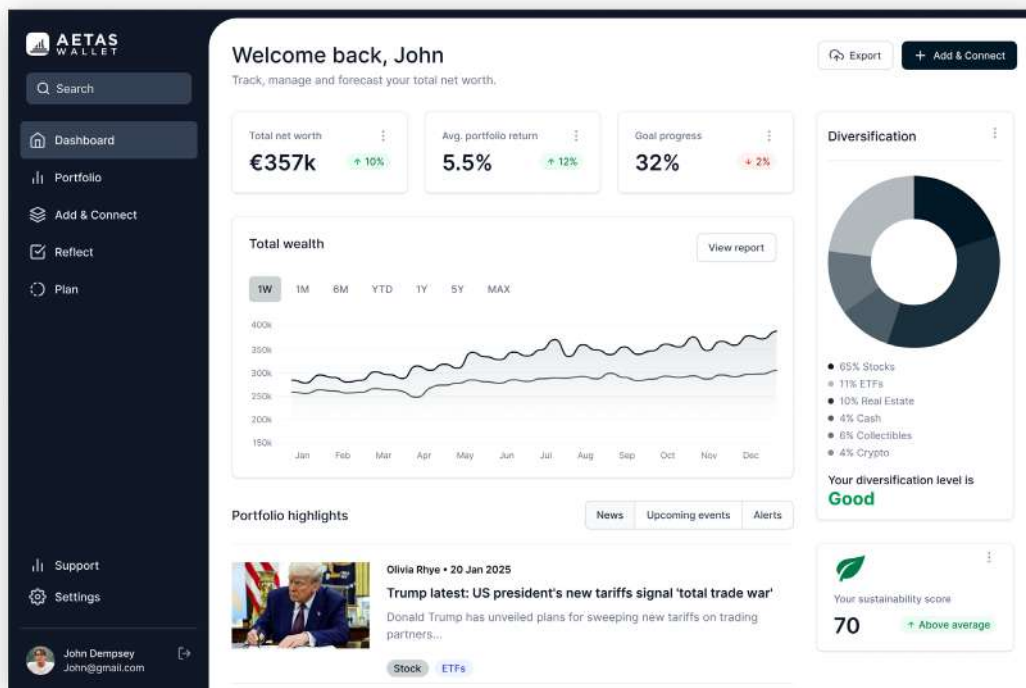 AETAS
WALLET
Search
Dashboard
Portfolio
Add & Connect
Reflect
Plan
Support
Settings
John Dempsey
John@gmail.com
Welcome back, John
Track, manage and forecast your total net worth.
Export
+ Add & Connect
Total net worth
€357k
↑ 10%
Avg. portfolio return
5.5%
↑ 12%
Goal progress
32%
↓ 2%
Total wealth
View report
1W 1M 6M YTD 1Y 5Y MAX
400k
350k
300k
250k
200k
150k
Jan Feb Mar Apr May Jun Jul Aug Sep Oct Nov Dec
Diversification
65% Stocks
11% ETFs
10% Real Estate
4% Cash
6% Collectibles
4% Crypto
Your diversification level is
Good
Portfolio highlights
News Upcoming events Alerts
Olivia Rhye • 20 Jan 2025
Trump latest: US president's new tariffs signal 'total trade war'
Donald Trump has unveiled plans for sweeping new tariffs on trading
partners...
Stock ETFs
Your sustainability score
70
↑ Above average